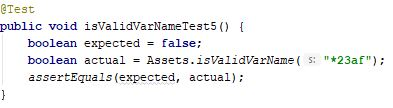 @Test
public void isValidVarNameTest5() {
boolean expected = false;
boolean actual = Assets.isValidVarName( s: "*23af");
assertEquals(expected, actual);
}